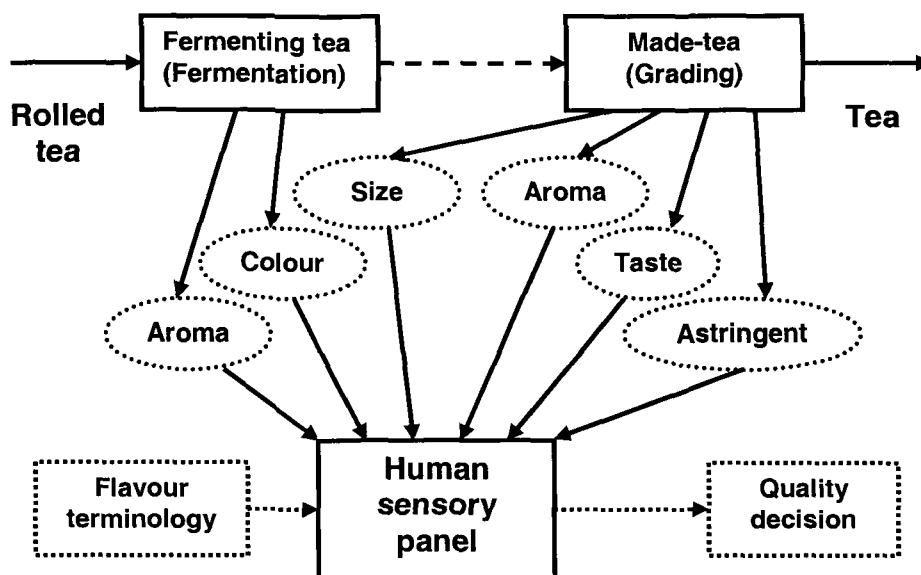 Fermenting tea
(Fermentation)
Made-tea
(Grading)
Rolled
tea
Tea
Size
Aroma
Colour
Taste
Aroma
Astringent
Flavour
terminology
Human
sensory
panel
Quality
decision